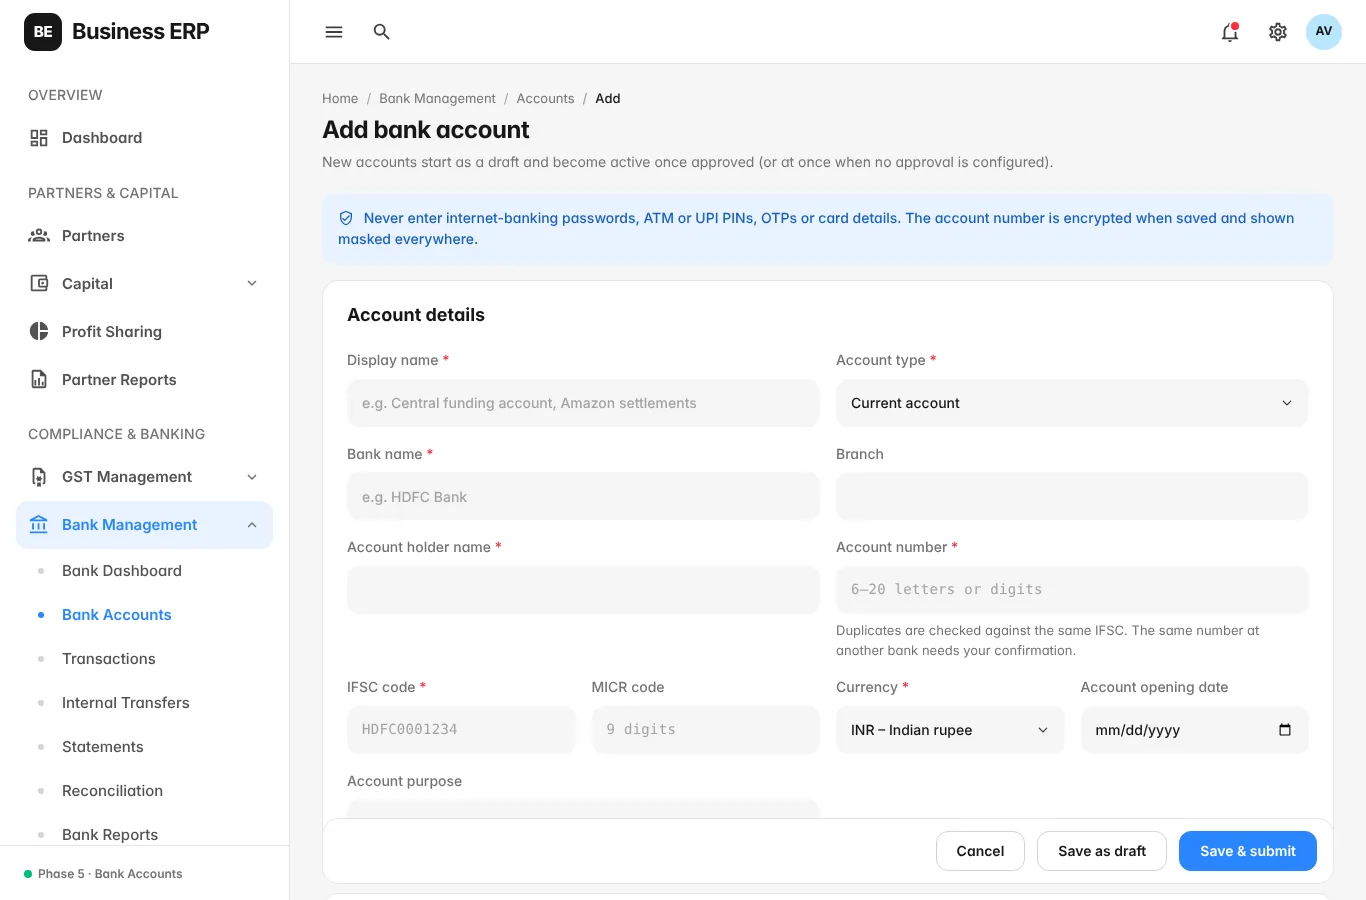 BE Business ERP
OVERVIEW
Dashboard
PARTNERS & CAPITAL
Partners
Capital
Profit Sharing
Partner Reports
COMPLIANCE & BANKING
GST Management
Bank Management
Bank Dashboard
Bank Accounts
Transactions
Internal Transfers
Statements
Reconciliation
Bank Reports
Phase 5 · Bank Accounts
AV
Home / Bank Management / Accounts / Add
Add bank account
New accounts start as a draft and become active once approved (or at once when no approval is configured).
Never enter internet-banking passwords, ATM or UPI PINs, OTPs or card details. The account number is encrypted when saved and shown
masked everywhere.
Account details
Display name *
e.g. Central funding account, Amazon settlements
Account type *
Current account
Bank name *
e.g. HDFC Bank
Branch
Account holder name *
Account number *
6–20 letters or digits
Duplicates are checked against the same IFSC. The same number at
another bank needs your confirmation.
IFSC code *
HDFC0001234
MICR code
9 digits
Currency *
INR – Indian rupee
Account opening date
mm/dd/yyyy
Account purpose
Cancel
Save as draft
Save & submit